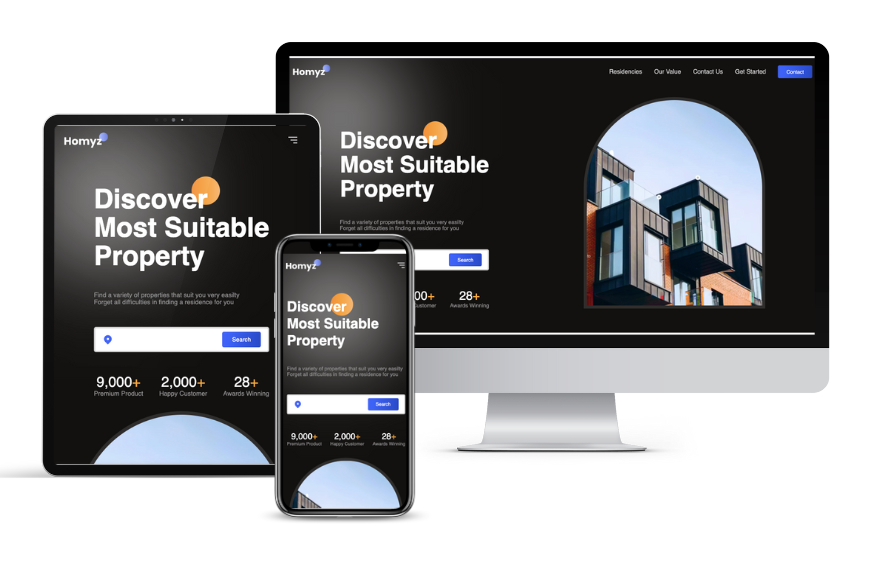 Homyz
Residencies Our Value Contact Us Get Started Contact
Discover
Most Suitable
Property
Find a variety of properties that suit you very easilty
Forget all difficulties in finding a residence for you
Search
00+ 28+
Customer Awards Winning
Homyz
Discover
Most Suitable
Property
Find a variety of properties that suit you very easilty
Forget all difficulties in finding a residence for you
Search
9,000+ 2,000+ 28+
Premium Product Happy Customer Awards Winning
Homyz
Discover
Most Suitable
Property
Find a variety of properties that suit you very easilty
Forget all difficulties in finding a residence for you
Search
9,000+ 2,000+ 28+
Premium Product Happy Customer Awards Winning